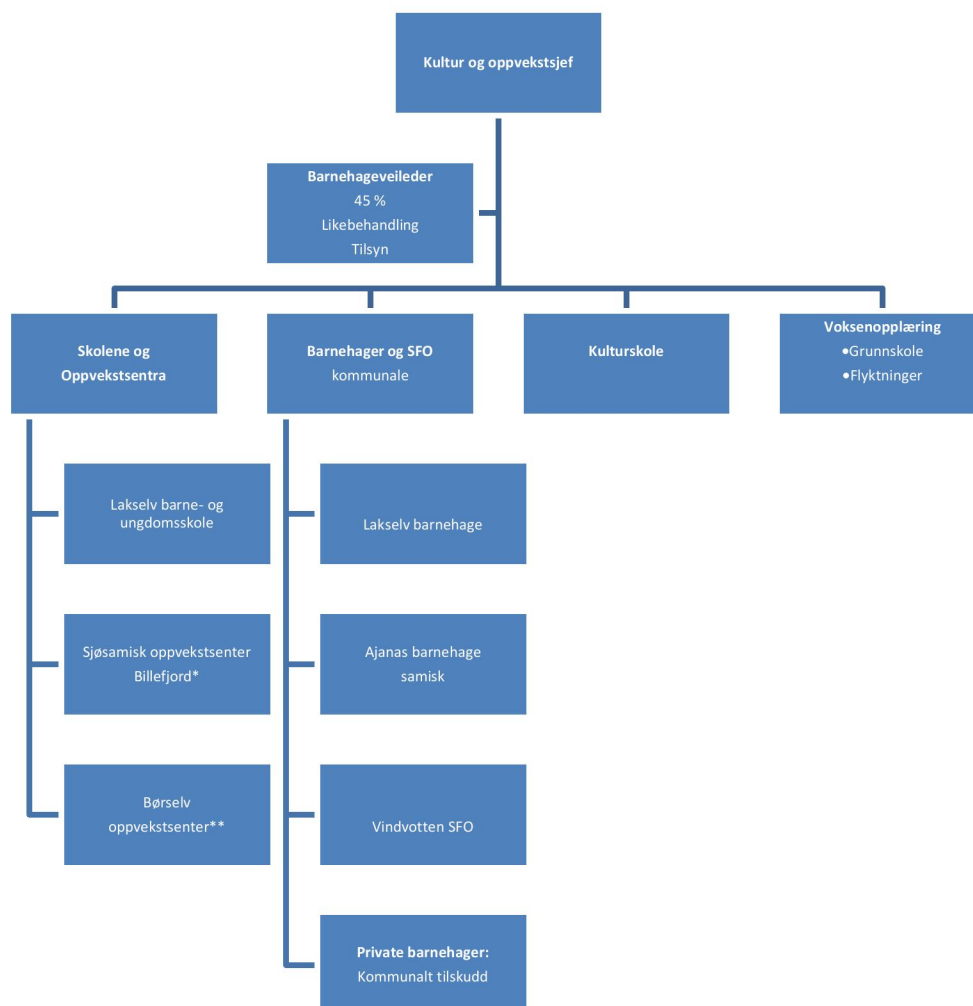 Kultur og oppvekstsjef
Barnehageveileder
45 %
Likebehandling
Tilsyn
Skolene og
Oppvekstsentra
Barnehager og SFO
kommunale
Kulturskole
Voksenopplæring
•Grunnskole
•Flyktninger
Lakselv barne- og
ungdomsskole
Lakselv barnehage
Sjøsamisk oppvekstsenter
Billefjord*
Ajanas barnehage
samisk
Børselv
oppvekstsenter**
Vindvotten SFO
Private barnehager:
Kommunalt tilskudd